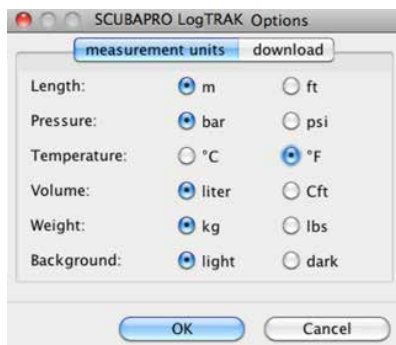 SCUBAPRO LogTRAK Options
measurement units download
Length: m ft
Pressure: bar psi
Temperature: °C °F
Volume: liter Cft
Weight: kg lbs
Background: light dark
OK Cancel